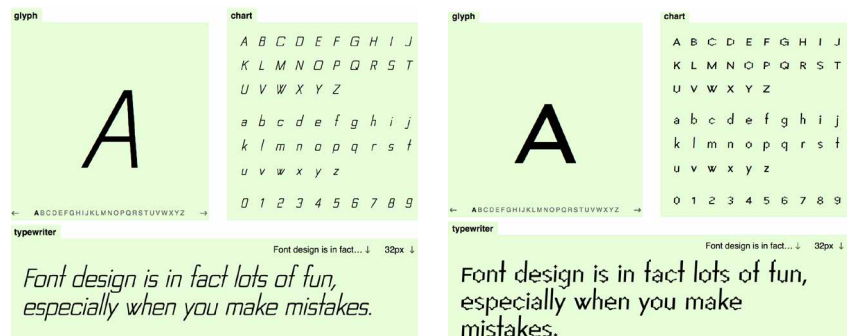 glyph
chart
A B C D E F G H I J
K L M N O P Q R S T
U V W X Y Z
a b c d e f g h i j
k l m n o p q r s t
u v w x y z
0 1 2 3 4 5 6 7 8 9
A
← ABCDEFGHIJKLMNOPQRSTUVWXYZ →
typewriter
Font design is in fact... ↓ 32px ↓
Font design is in fact lots of fun,
especially when you make mistakes.
glyph
chart
A B C D E F G H I J
K L M N O P Q R S T
U V W X Y Z
a b c d e f g h i j
k l m n o p q r s t
u v w x y z
0 1 2 3 4 5 6 7 8 9
A
← ABCDEFGHIJKLMNOPQRSTUVWXYZ →
typewriter
Font design is in fact... ↓ 32px ↓
Font design is in fact lots of fun,
especially when you make
mistakes.